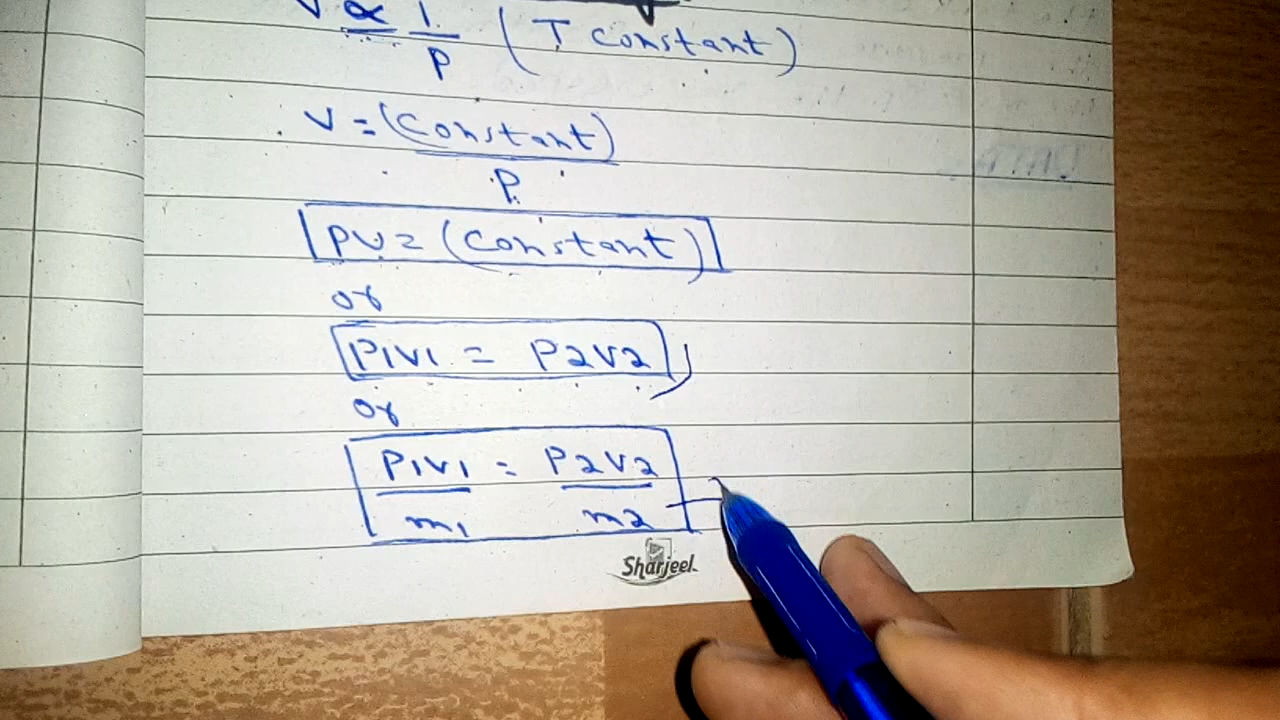 V ∝ 1/P (T constant)
V = (constant)/P
PV = (constant)
or
P1V1 = P2V2
or
P1V1/m1 = P2V2/m2
Sharjeel